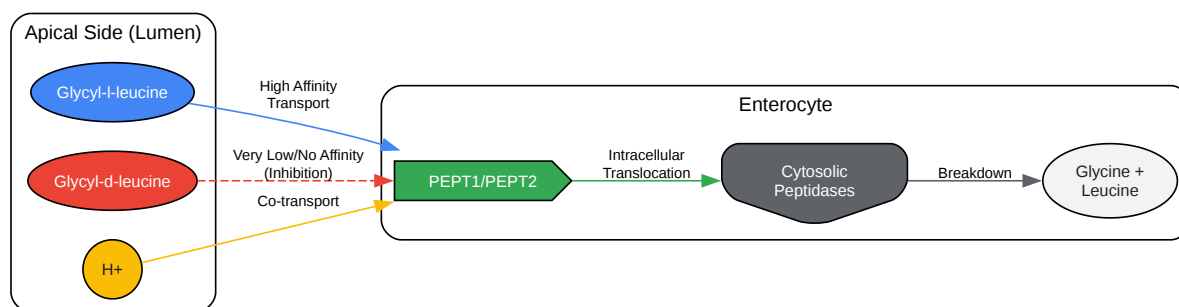 Apical Side (Lumen)
Glycyl-l-leucine
High Affinity
Transport
Enterocyte
Glycyl-d-leucine
Very Low/No Affinity
(Inhibition)
PEPT1/PEPT2
Intracellular
Translocation
Cytosolic
Peptidases
Breakdown
Glycine +
Leucine
Co-transport
H+